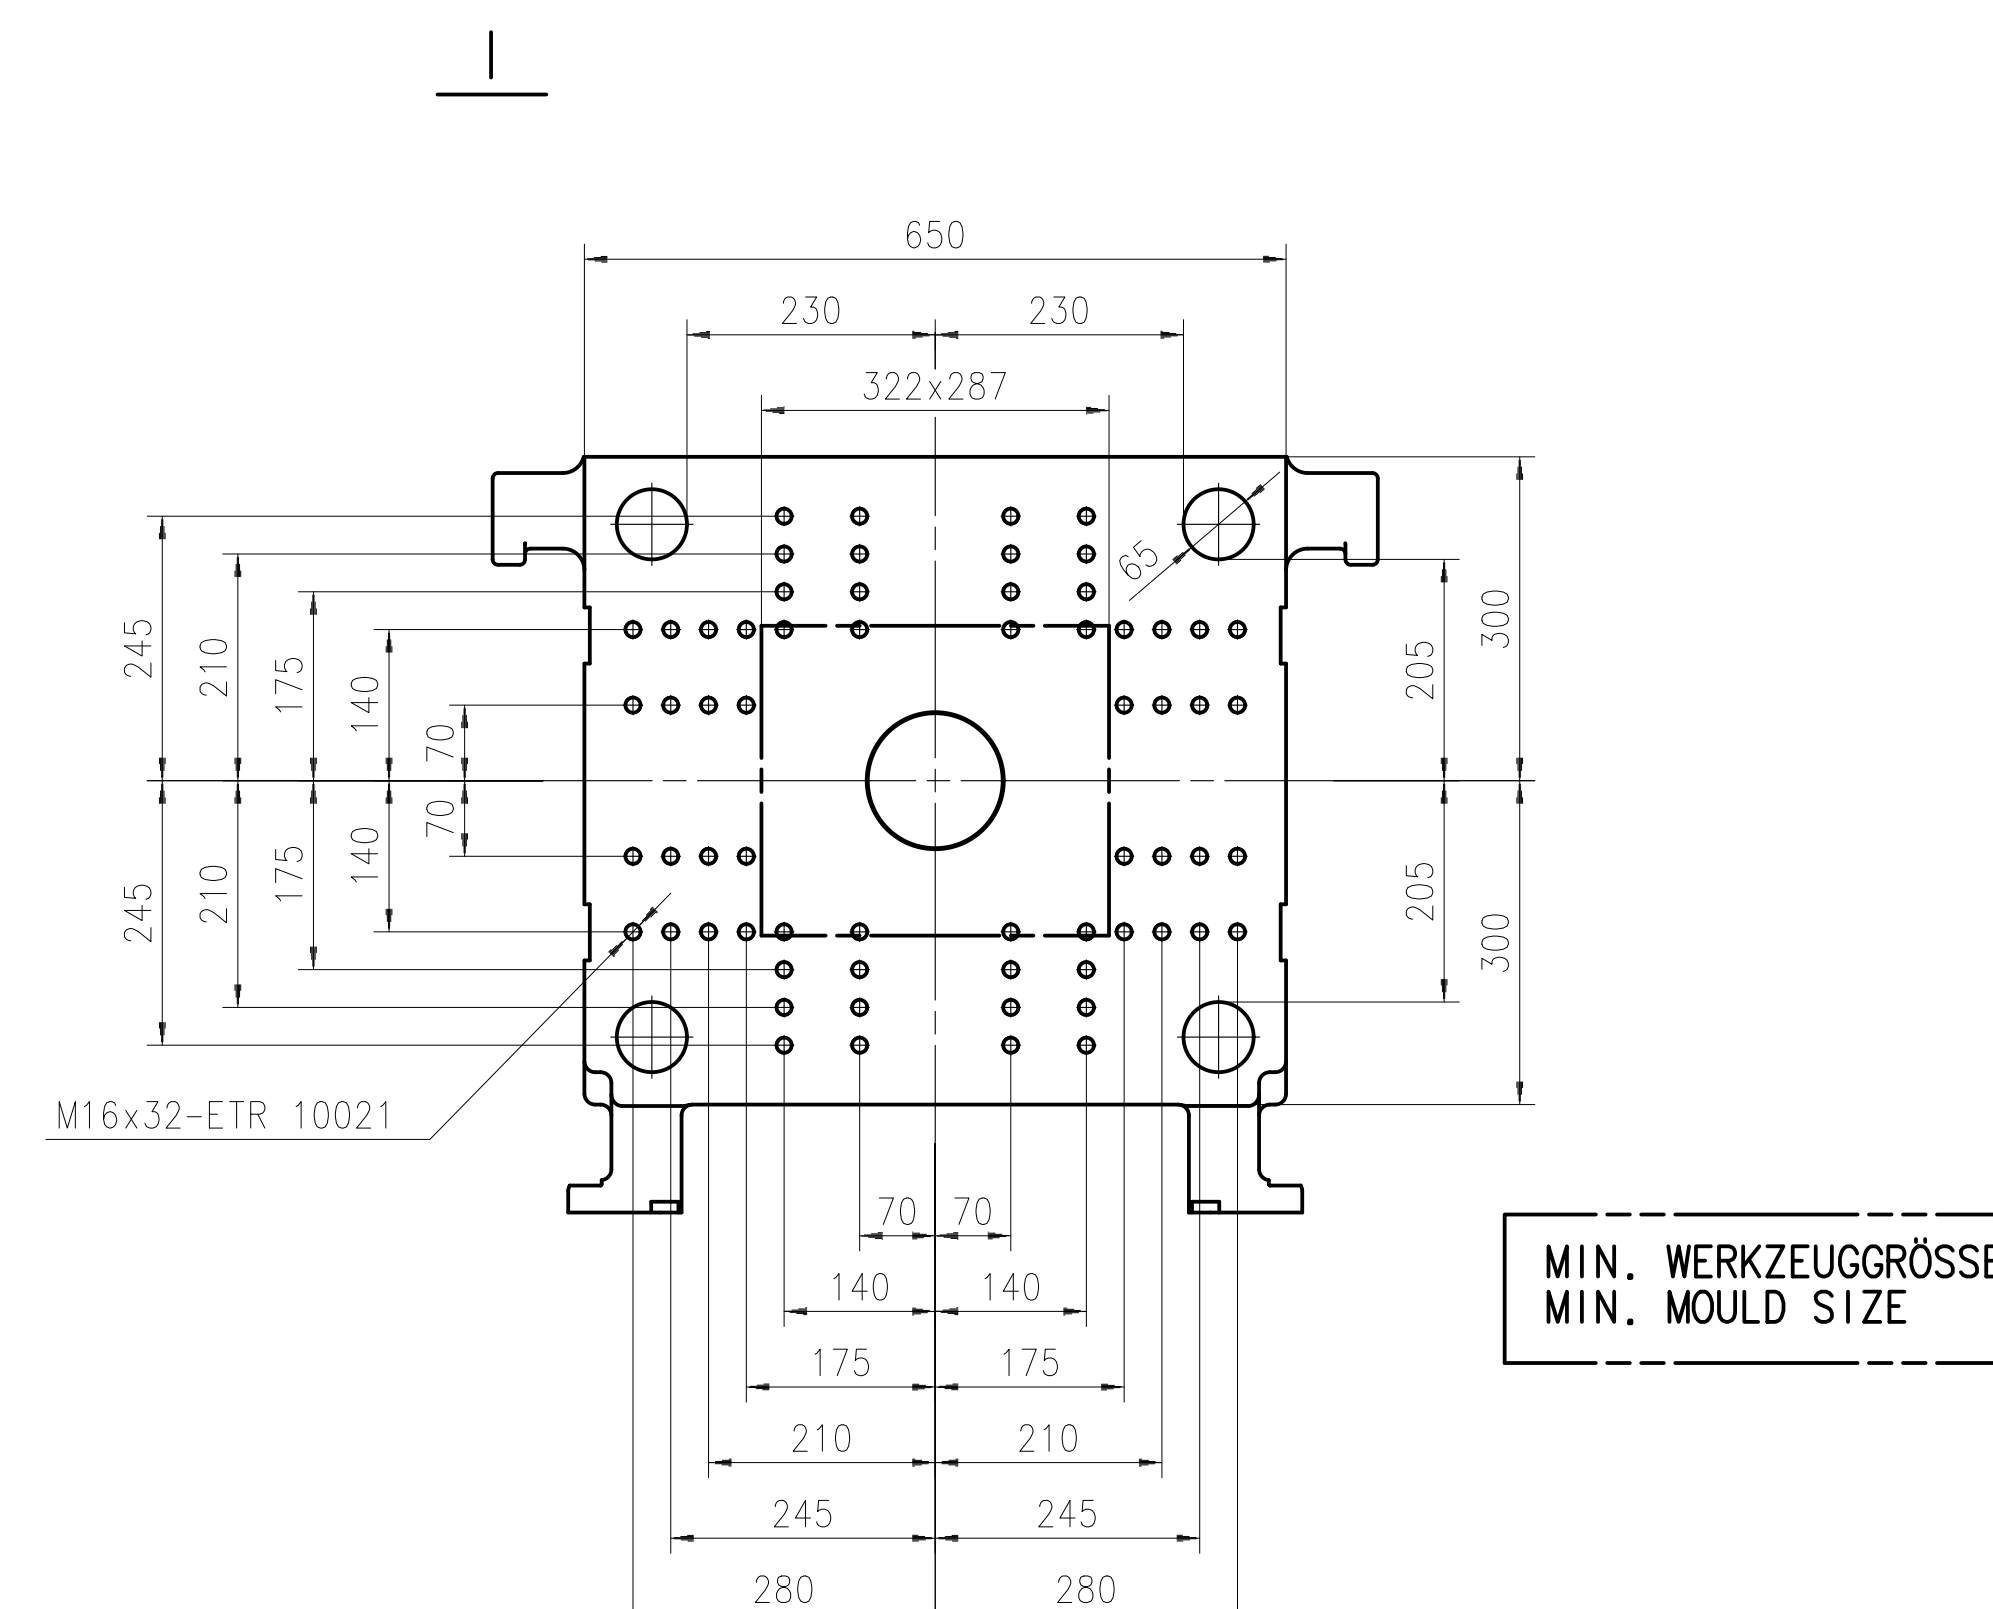 I
650
230 230
322x287
65
245 210 175 140 70
205 300
245 210 175 140 70
205 300
M16x32-ETR 10021
70 70
140 140
175 175
210 210
245 245
280 280
MIN. WERKZEUGGRÖSSE
MIN. MOULD SIZE